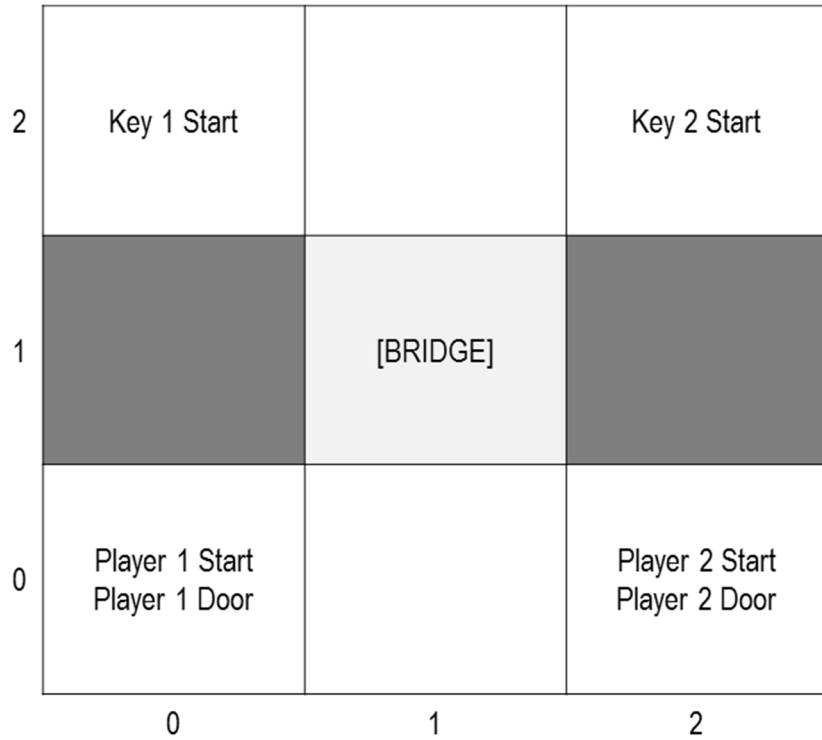 2
Key 1 Start
Key 2 Start
1
[BRIDGE]
0
Player 1 Start
Player 1 Door
Player 2 Start
Player 2 Door
0
1
2